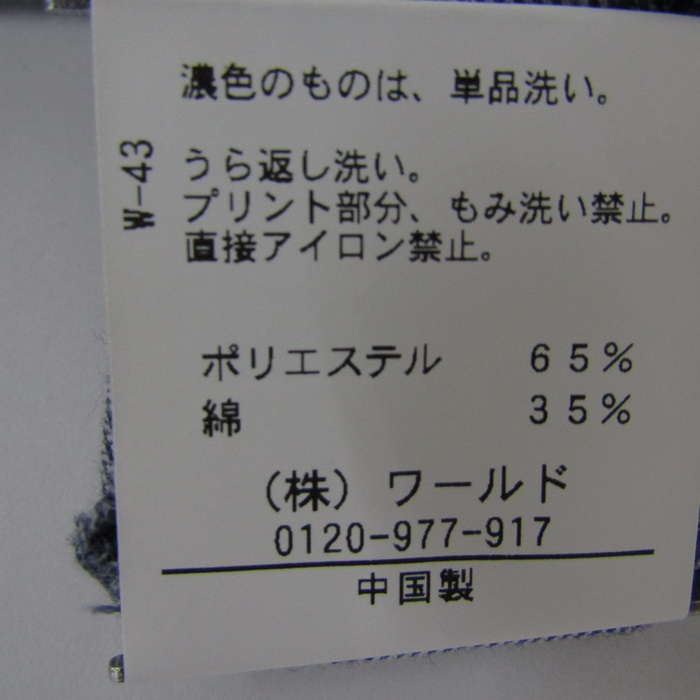 濃色のものは、単品洗い。
W-43
うら返し洗い。
プリント部分、もみ洗い禁止。
直接アイロン禁止。
ポリエステル 65%
綿 35%
（株）ワールド
0120-977-917
中国製